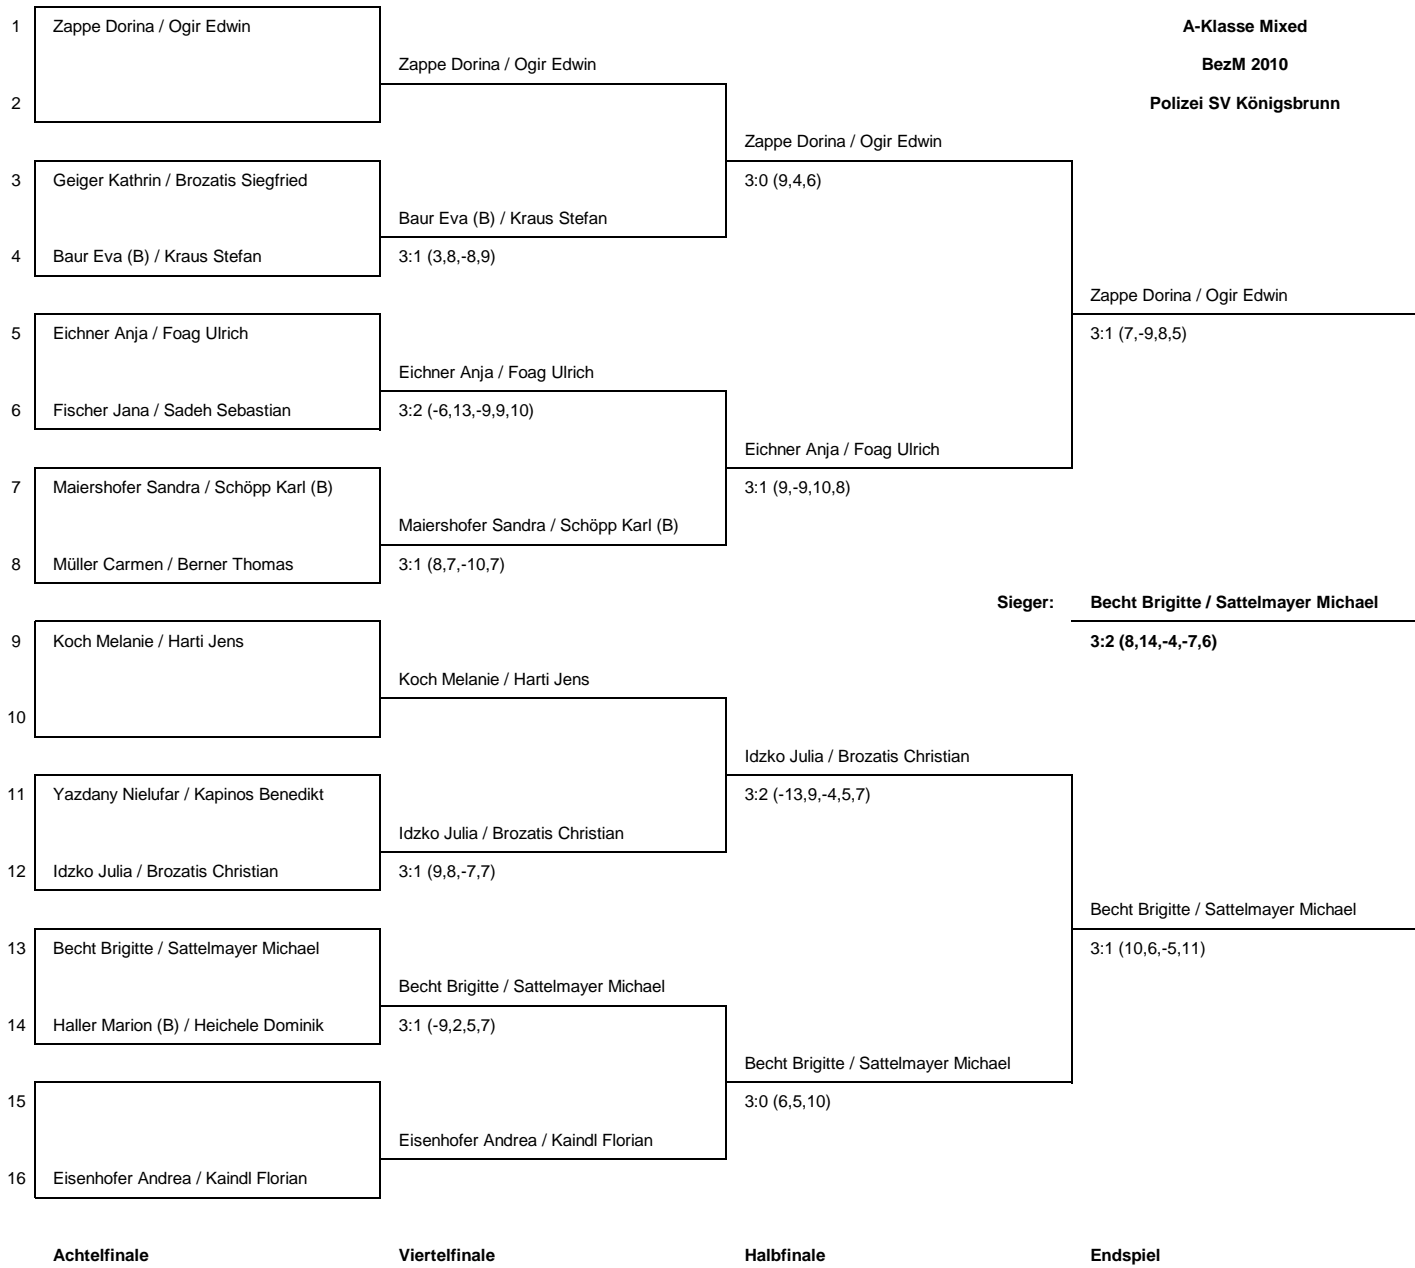 1 Zappe Dorina / Ogir Edwin
A-Klasse Mixed
Zappe Dorina / Ogir Edwin
BezM 2010
2
Polizei SV Königsbrunn
Zappe Dorina / Ogir Edwin
3 Geiger Kathrin / Brozatis Siegfried
3:0 (9,4,6)
Baur Eva (B) / Kraus Stefan
4 Baur Eva (B) / Kraus Stefan
3:1 (3,8,-8,9)
Zappe Dorina / Ogir Edwin
5 Eichner Anja / Foag Ulrich
3:1 (7,-9,8,5)
Eichner Anja / Foag Ulrich
6 Fischer Jana / Sadeh Sebastian
3:2 (-6,13,-9,9,10)
Eichner Anja / Foag Ulrich
7 Maiershofer Sandra / Schöpp Karl (B)
3:1 (9,-9,10,8)
Maiershofer Sandra / Schöpp Karl (B)
8 Müller Carmen / Berner Thomas
3:1 (8,7,-10,7)
Sieger: Becht Brigitte / Sattelmayer Michael
9 Koch Melanie / Harti Jens
3:2 (8,14,-4,-7,6)
Koch Melanie / Harti Jens
10
Idzko Julia / Brozatis Christian
11 Yazdany Nielufar / Kapinos Benedikt
3:2 (-13,9,-4,5,7)
Idzko Julia / Brozatis Christian
12 Idzko Julia / Brozatis Christian
3:1 (9,8,-7,7)
Becht Brigitte / Sattelmayer Michael
13 Becht Brigitte / Sattelmayer Michael
3:1 (10,6,-5,11)
Becht Brigitte / Sattelmayer Michael
14 Haller Marion (B) / Heichele Dominik
3:1 (-9,2,5,7)
Becht Brigitte / Sattelmayer Michael
15
3:0 (6,5,10)
Eisenhofer Andrea / Kaindl Florian
16 Eisenhofer Andrea / Kaindl Florian
Achtelfinale
Viertelfinale
Halbfinale
Endspiel